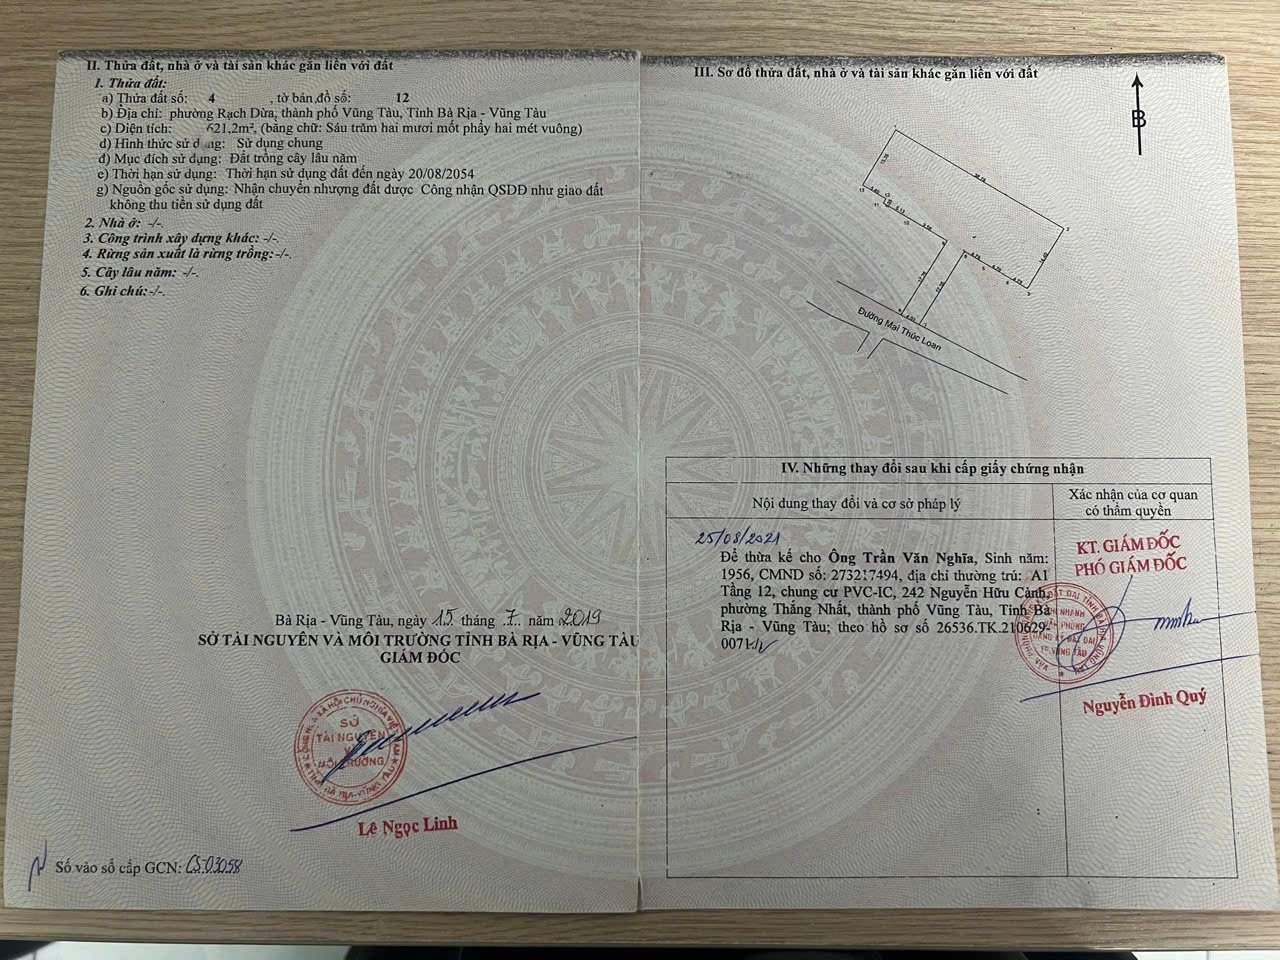 II. Thửa đất, nhà ở và tài sản khác gắn liền với đất
1. Thửa đất:
a) Thửa đất số: 4 , tờ bản đồ số: 12
b) Địa chỉ: phường Rạch Dừa, thành phố Vũng Tàu, Tỉnh Bà Rịa - Vũng Tàu
c) Diện tích: 621,2m², (bằng chữ: Sáu trăm hai mươi mốt phẩy hai mét vuông)
d) Hình thức sử dụng: Sử dụng chung
đ) Mục đích sử dụng: Đất trồng cây lâu năm
e) Thời hạn sử dụng: Thời hạn sử dụng đất đến ngày 20/08/2054
g) Nguồn gốc sử dụng: Nhận chuyển nhượng đất được Công nhận QSDĐ như giao đất
không thu tiền sử dụng đất
2. Nhà ở: -/-.
3. Công trình xây dựng khác: -/-.
4. Rừng sản xuất là rừng trồng:-/-.
5. Cây lâu năm: -/-.
6. Ghi chú:-/-.
Bà Rịa - Vũng Tàu, ngày 15 tháng 7 năm 2019
SỞ TÀI NGUYÊN VÀ MÔI TRƯỜNG TỈNH BÀ RỊA - VŨNG TÀU
GIÁM ĐỐC
SỞ
TÀI NGUYÊN
VÀ
MÔI TRƯỜNG
Lê Ngọc Linh
Số vào sổ cấp GCN: CS03058
III. Sơ đồ thửa đất, nhà ở và tài sản khác gắn liền với đất
B
Đường Mai Thúc Loan
IV. Những thay đổi sau khi cấp giấy chứng nhận
Nội dung thay đổi và cơ sở pháp lý
Xác nhận của cơ quan
có thẩm quyền
25/08/2021
Để thừa kế cho Ông Trần Văn Nghĩa, Sinh năm:
1956, CMND số: 273217494, địa chỉ thường trú: A1
Tầng 12, chung cư PVC-IC, 242 Nguyễn Hữu Cảnh,
phường Thắng Nhất, thành phố Vũng Tàu, Tỉnh Bà
Rịa - Vũng Tàu; theo hồ sơ số 26536.TK.210629-
0071
KT. GIÁM ĐỐC
PHÓ GIÁM ĐỐC
Nguyễn Đình Quý